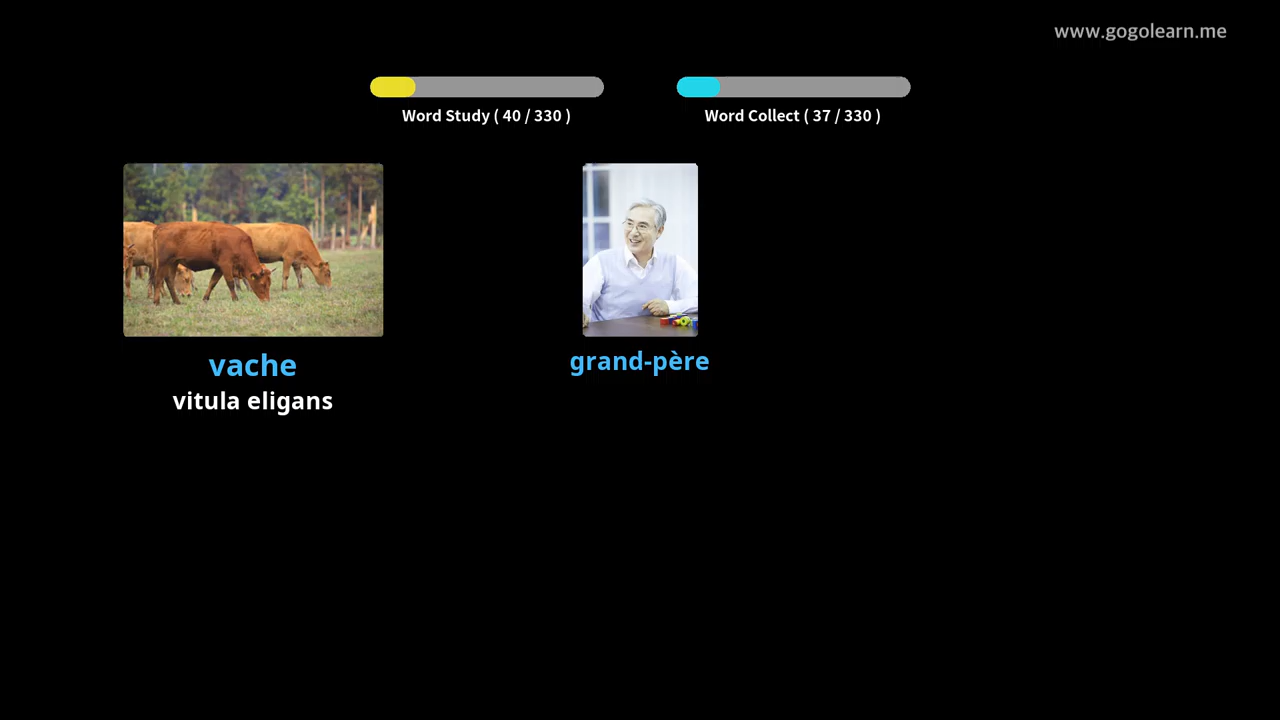 www.gogolearn.me
Word Study ( 40 / 330 )
Word Collect ( 37 / 330 )
vache
vitula eligans
grand-père